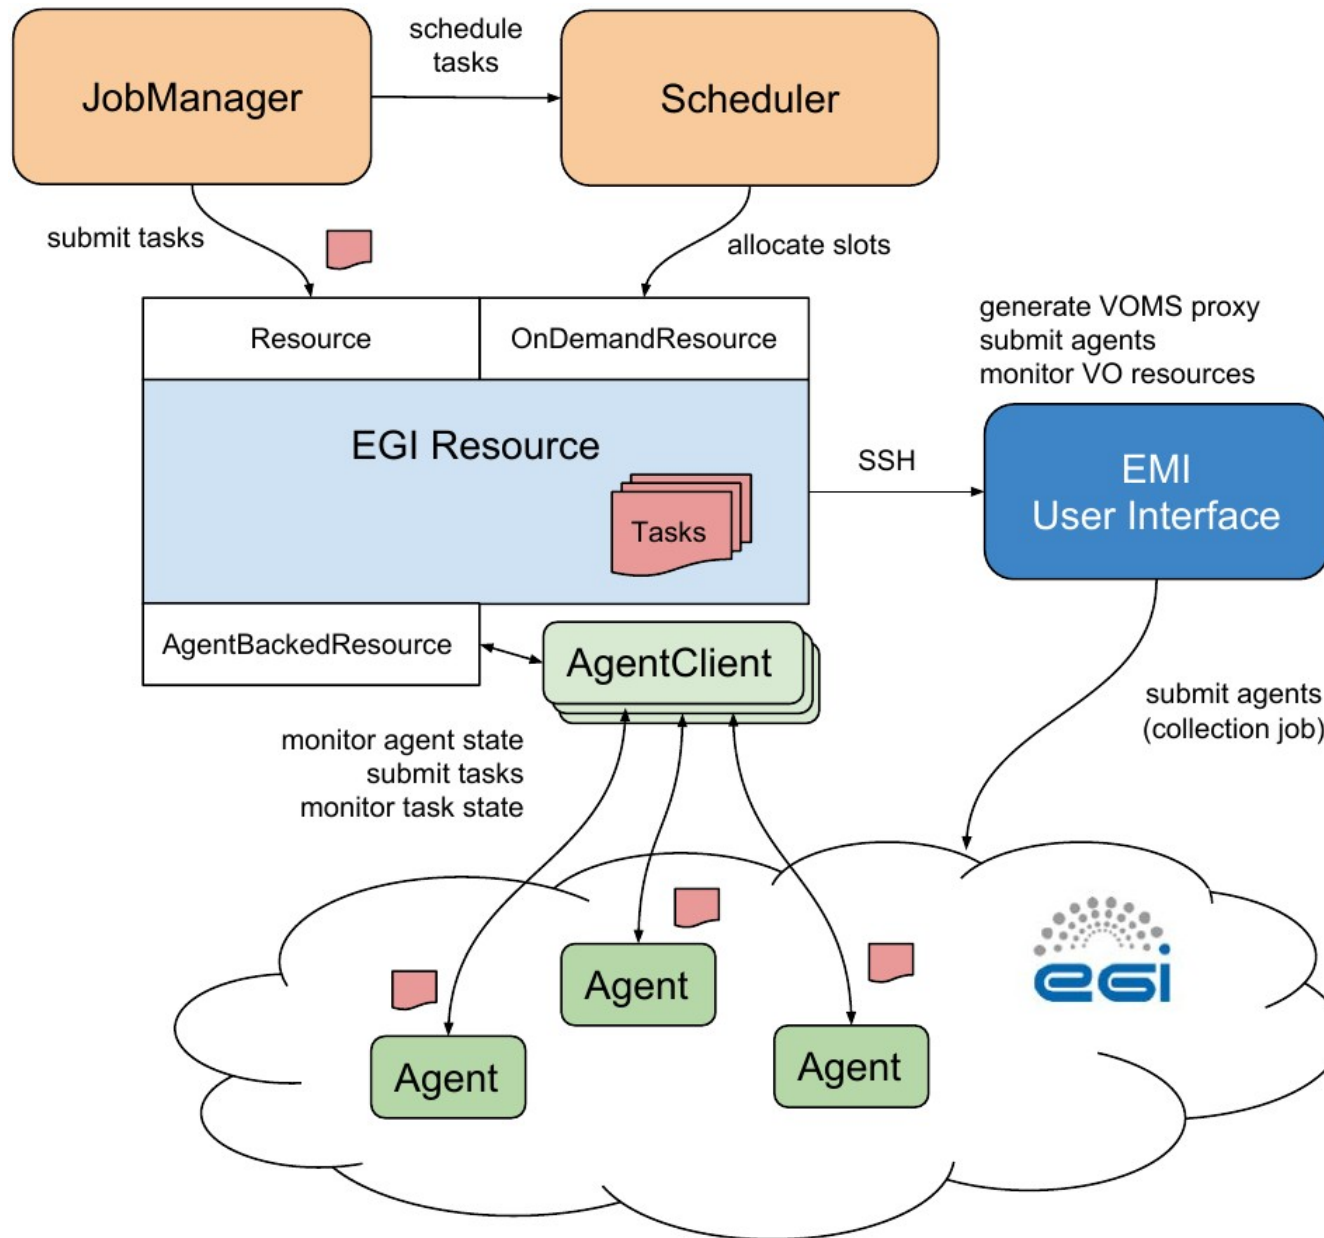 schedule
tasks
JobManager
Scheduler
submit tasks
allocate slots
Resource
OnDemandResource
generate VOMS proxy
submit agents
monitor VO resources
EGI Resource
SSH
EMI
User Interface
Tasks
AgentBackedResource
AgentClient
submit agents
(collection job)
monitor agent state
submit tasks
monitor task state
egi
Agent
Agent
Agent